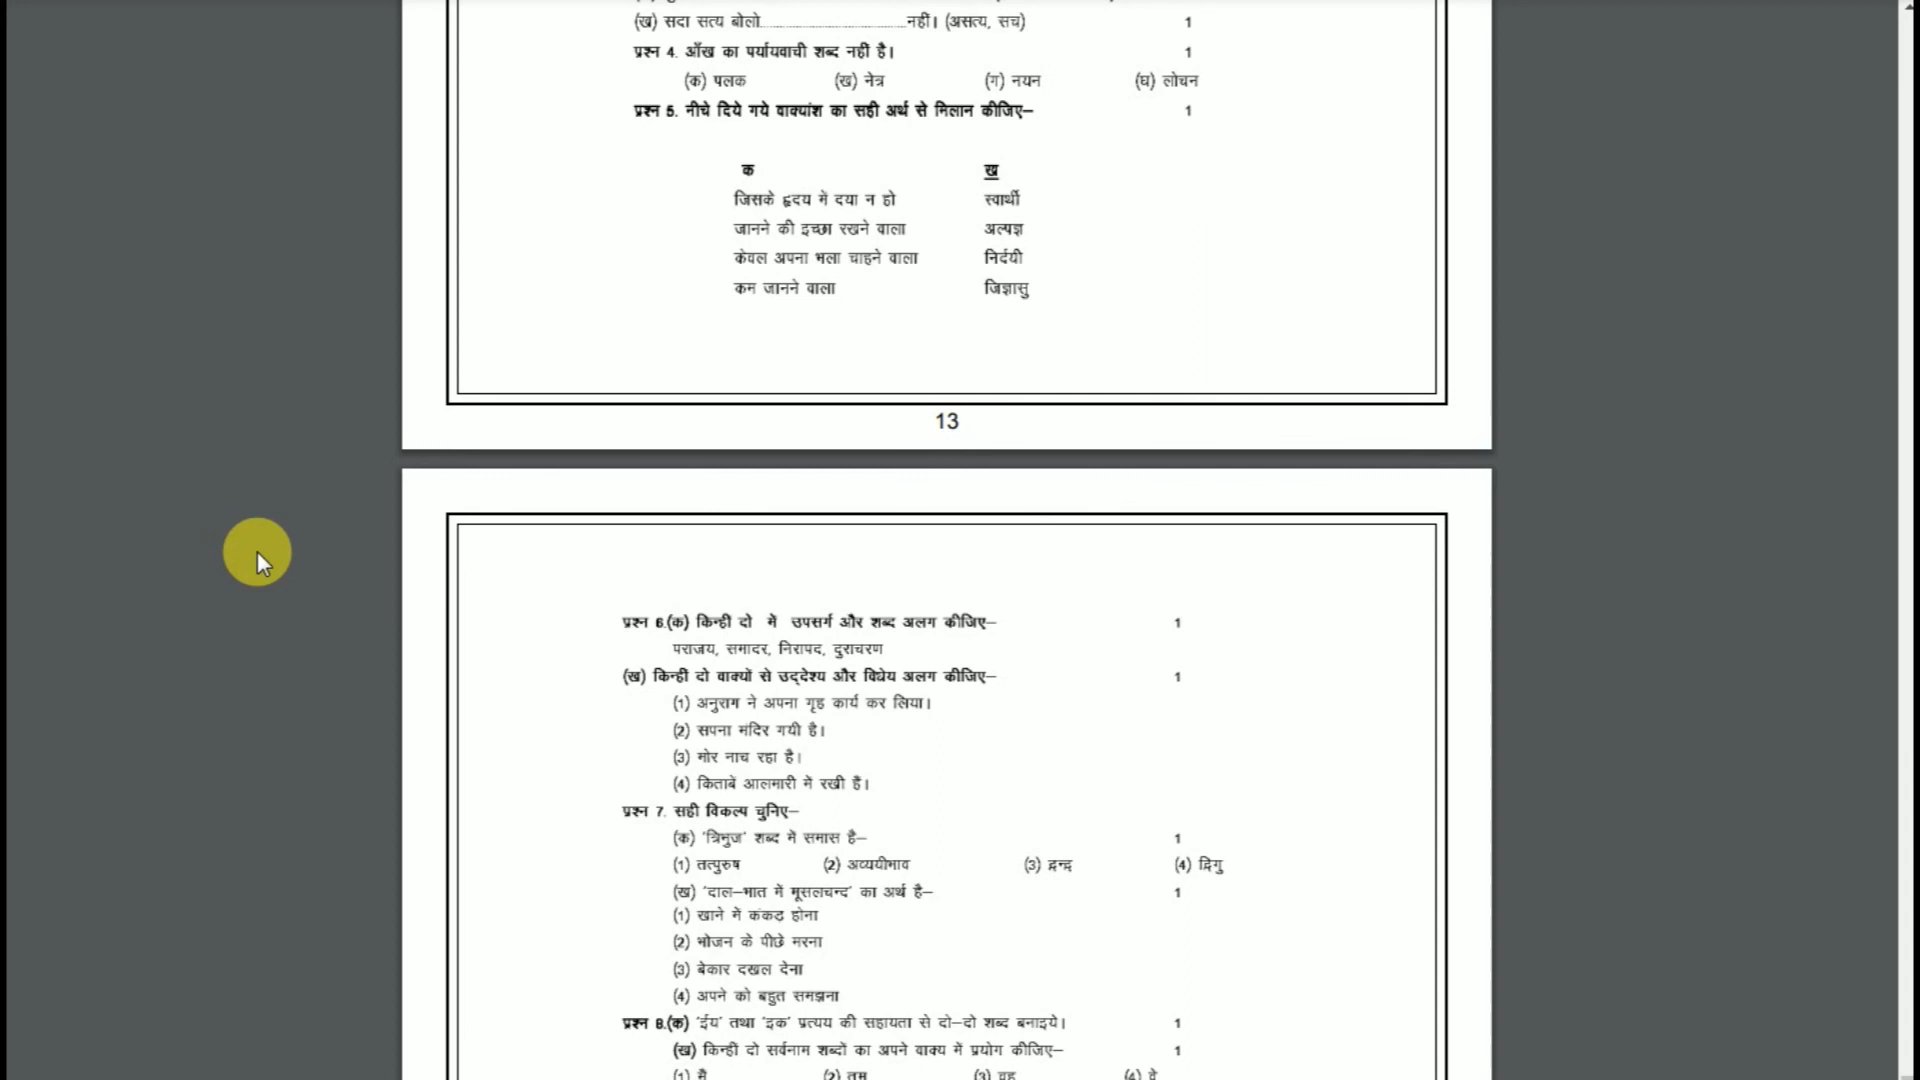 (ख) सदा सत्य बोलो..............................नहीं। (असत्य, सच) 1
प्रश्न 4. आँख का पर्यायवाची शब्द नहीं है। 1
(क) पलक (ख) नेत्र (ग) नयन (घ) लोचन
प्रश्न 5. नीचे दिये गये वाक्यांश का सही अर्थ से मिलान कीजिए– 1
क ख
जिसके हृदय में दया न हो स्वार्थी
जानने की इच्छा रखने वाला अल्पज्ञ
केवल अपना भला चाहने वाला निर्दयी
कम जानने वाला जिज्ञासु
13
प्रश्न 6.(क) किन्हीं दो में उपसर्ग और शब्द अलग कीजिए– 1
पराजय, समादर, निरापद, दुराचरण
(ख) किन्हीं दो वाक्यों से उद्देश्य और विधेय अलग कीजिए– 1
(1) अनुराग ने अपना गृह कार्य कर लिया।
(2) सपना मंदिर गयी है।
(3) मोर नाच रहा है।
(4) किताबें आलमारी में रखी हैं।
प्रश्न 7. सही विकल्प चुनिए–
(क) 'त्रिभुज' शब्द में समास है– 1
(1) तत्पुरुष (2) अव्ययीभाव (3) द्वन्द्व (4) द्विगु
(ख) 'दाल–भात में मूसलचन्द' का अर्थ है– 1
(1) खाने में कंकड़ होना
(2) भोजन के पीछे मरना
(3) बेकार दखल देना
(4) अपने को बहुत समझना
प्रश्न 8.(क) 'ईय' तथा 'इक' प्रत्यय की सहायता से दो–दो शब्द बनाइये। 1
(ख) किन्हीं दो सर्वनाम शब्दों का अपने वाक्य में प्रयोग कीजिए– 1
(1) मैं (2) तुम (3) वह (4) वे